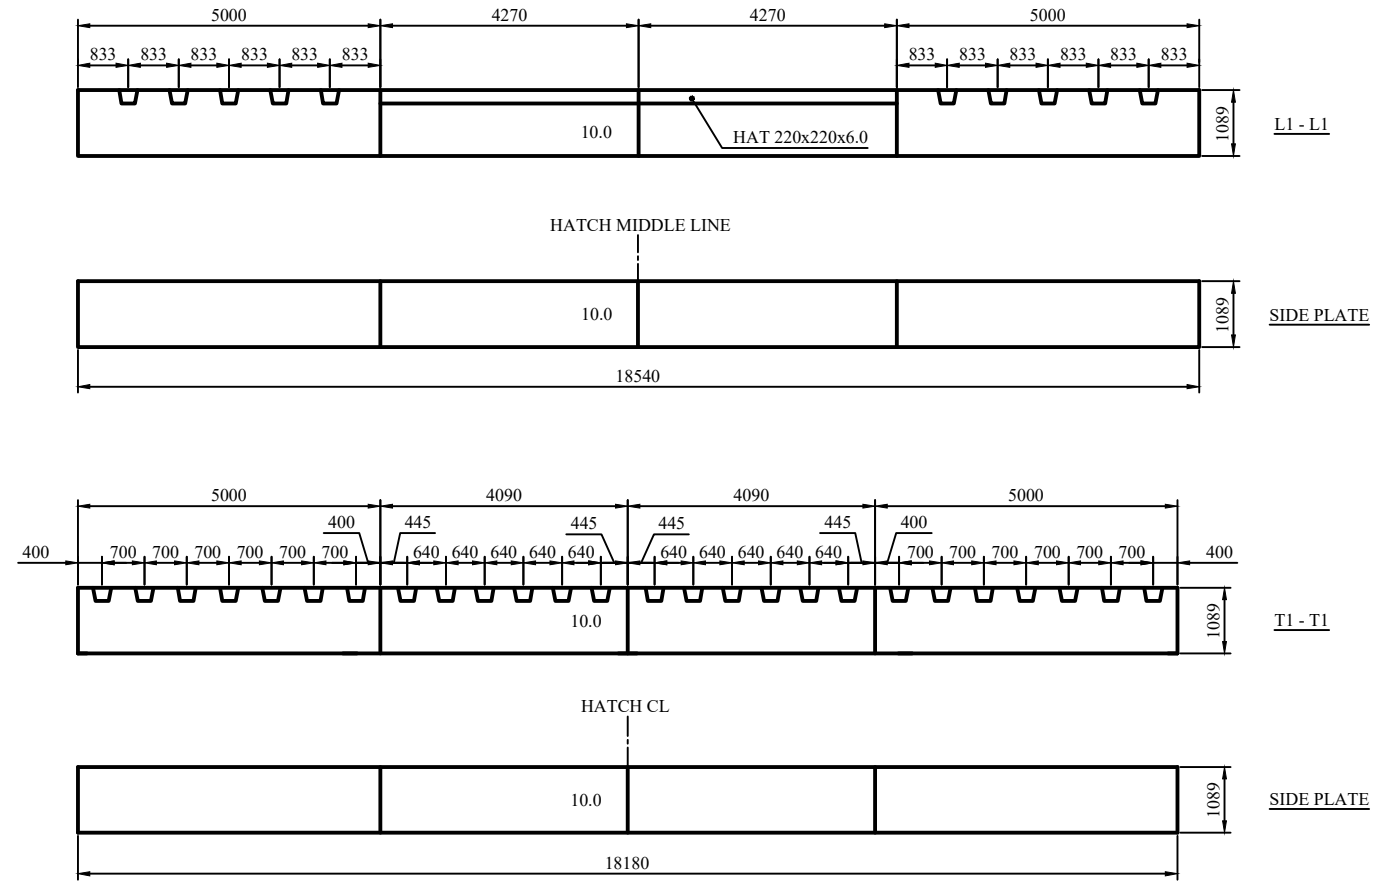 5000 4270 4270 5000
833 833 833 833 833 833 833 833 833 833 833 833
10.0 HAT 220x220x6.0 1089 L1 - L1
HATCH MIDDLE LINE
10.0 1089 SIDE PLATE
18540
5000 4090 4090 5000
400 445 445 445 445 400
400 700 700 700 700 700 700 640 640 640 640 640 640 640 640 640 640 700 700 700 700 700 700 400
10.0 1089 T1 - T1
HATCH CL
10.0 1089 SIDE PLATE
18180